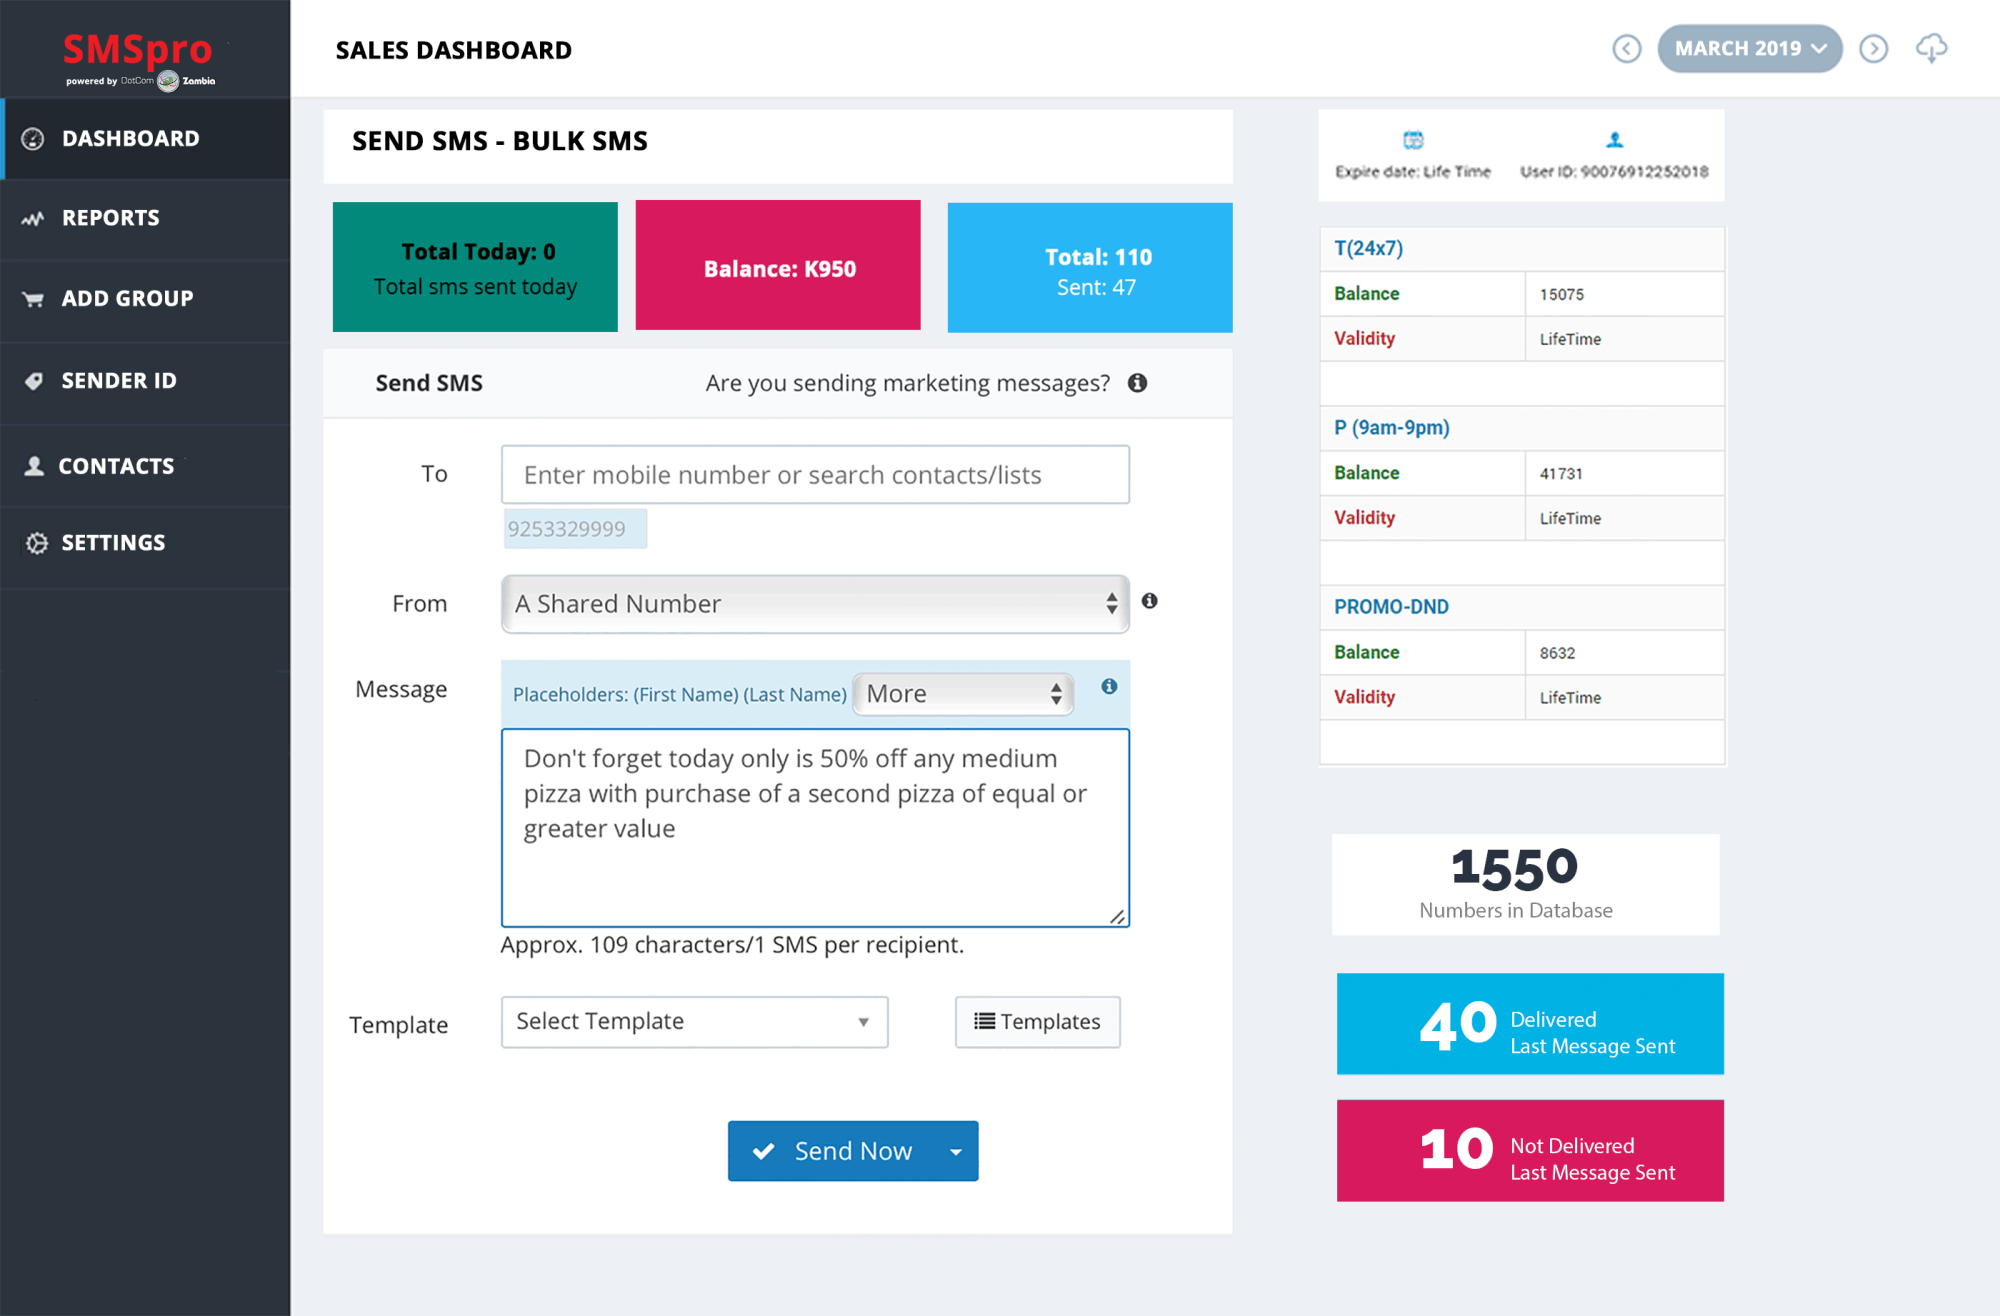 SMSpro
powered by DotCom Zambia
DASHBOARD
REPORTS
ADD GROUP
SENDER ID
CONTACTS
SETTINGS
SALES DASHBOARD
MARCH 2019
SEND SMS - BULK SMS
Total Today: 0
Total sms sent today
Balance: K950
Total: 110
Sent: 47
Send SMS
Are you sending marketing messages?
To
Enter mobile number or search contacts/lists
9253329999
From
A Shared Number
Message
Placeholders: (First Name) (Last Name)
More
Don't forget today only is 50% off any medium
pizza with purchase of a second pizza of equal or
greater value
Approx. 109 characters/1 SMS per recipient.
Template
Select Template
Templates
Send Now
Expire date: Life Time
User ID: 90076912252018
T(24x7)
Balance 15075
Validity LifeTime
P (9am-9pm)
Balance 41731
Validity LifeTime
PROMO-DND
Balance 8632
Validity LifeTime
1550
Numbers in Database
40
Delivered
Last Message Sent
10
Not Delivered
Last Message Sent